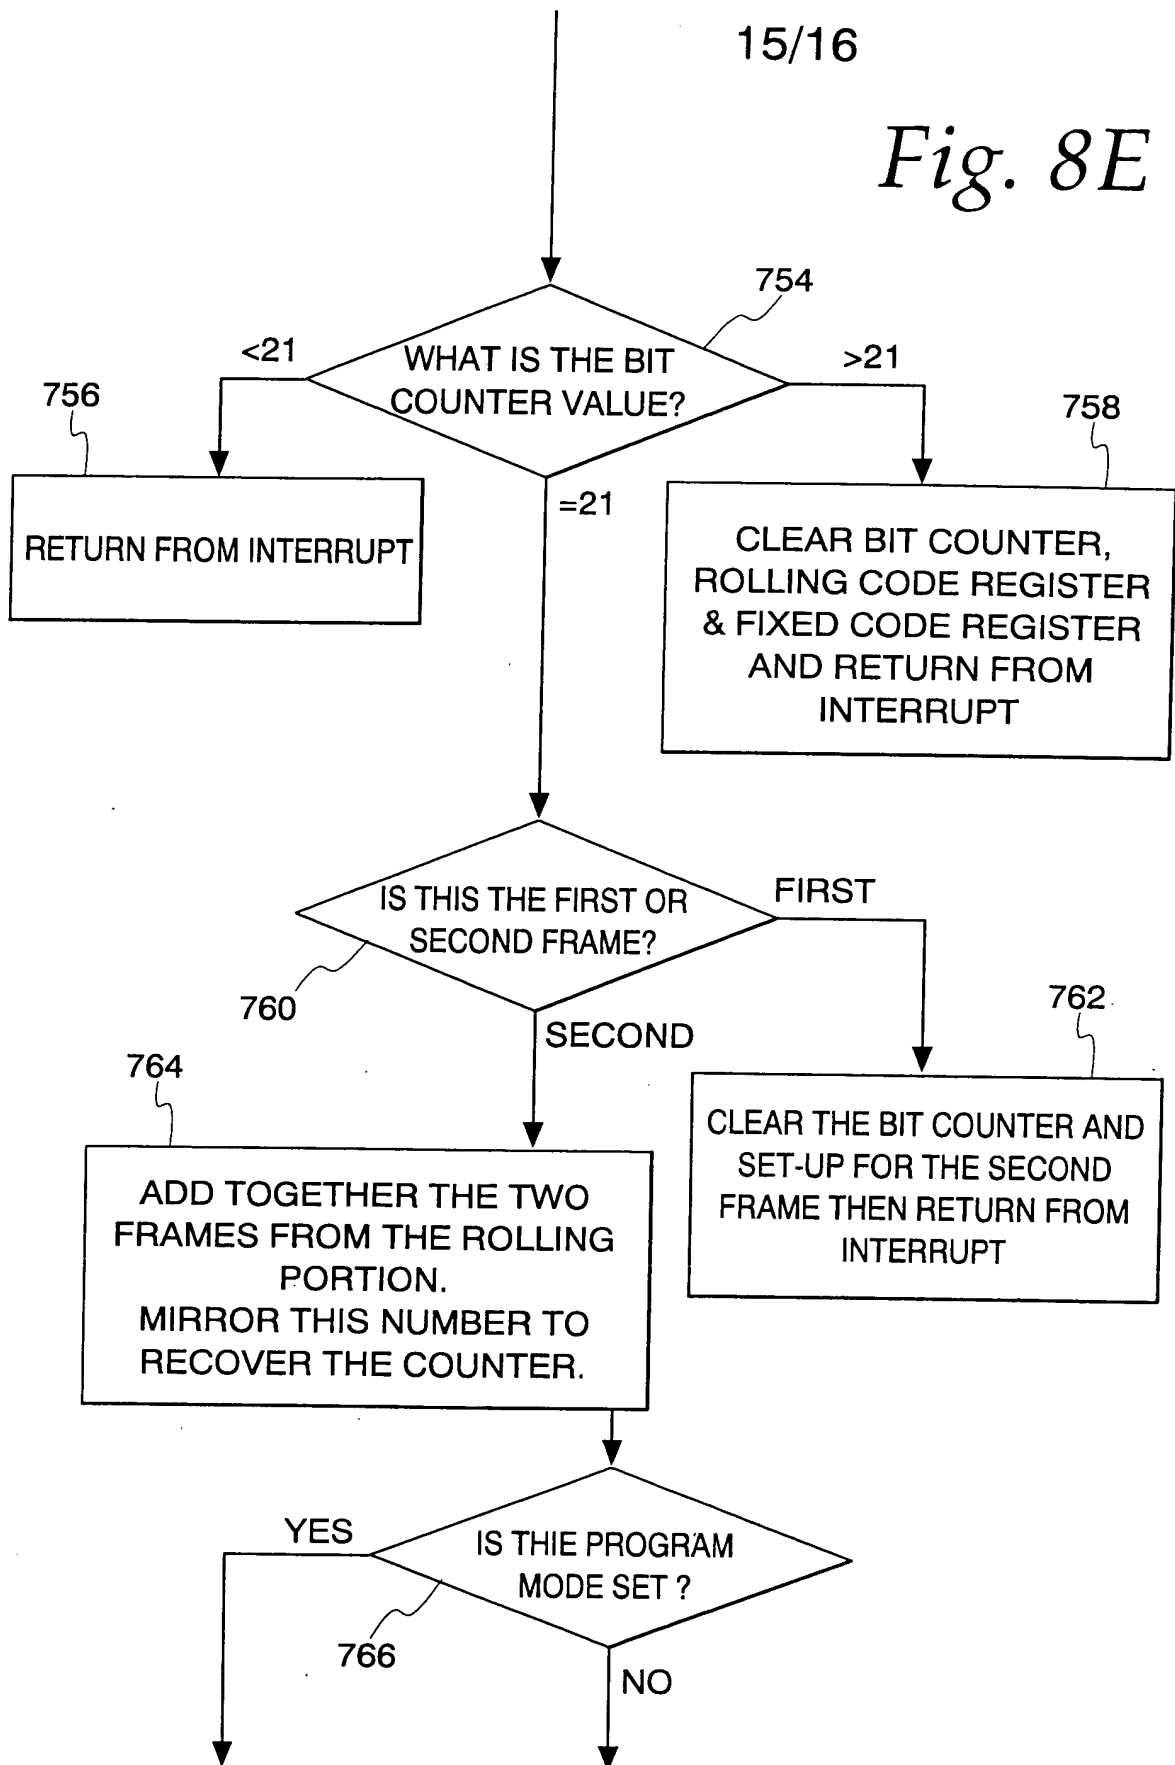 15/16
Fig. 8E
754
<21
WHAT IS THE BIT
COUNTER VALUE?
>21
756
758
=21
RETURN FROM INTERRUPT
CLEAR BIT COUNTER,
ROLLING CODE REGISTER
& FIXED CODE REGISTER
AND RETURN FROM
INTERRUPT
IS THIS THE FIRST OR
SECOND FRAME?
FIRST
760
SECOND
762
764
CLEAR THE BIT COUNTER AND
SET-UP FOR THE SECOND
FRAME THEN RETURN FROM
INTERRUPT
ADD TOGETHER THE TWO
FRAMES FROM THE ROLLING
PORTION.
MIRROR THIS NUMBER TO
RECOVER THE COUNTER.
YES
IS THIE PROGRAM
MODE SET ?
766
NO